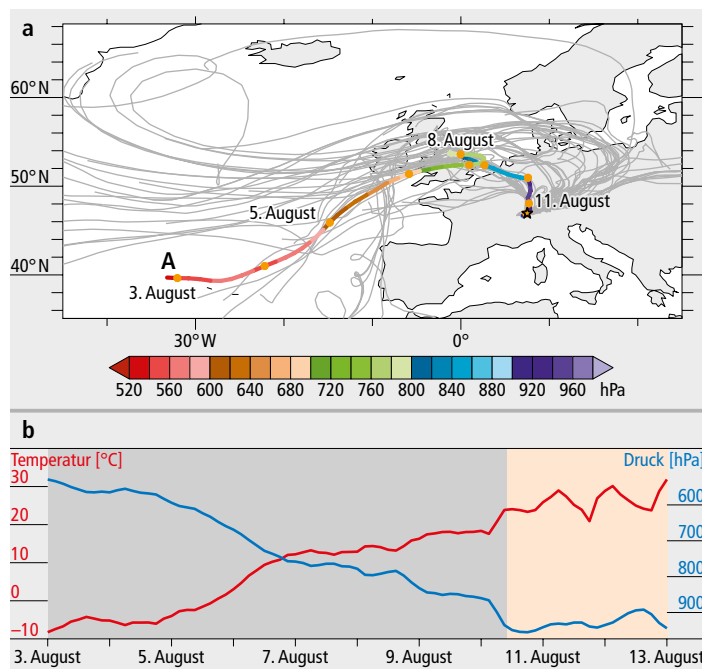 a
60° N
50° N
40° N
8. August
11. August
5. August
A
3. August
30° W
0°
520 560 600 640 680 720 760 800 840 880 920 960 hPa
b
Temperatur [°C]
Druck [hPa]
30
20
10
0
–10
600
700
800
900
3. August 5. August 7. August 9. August 11. August 13. August